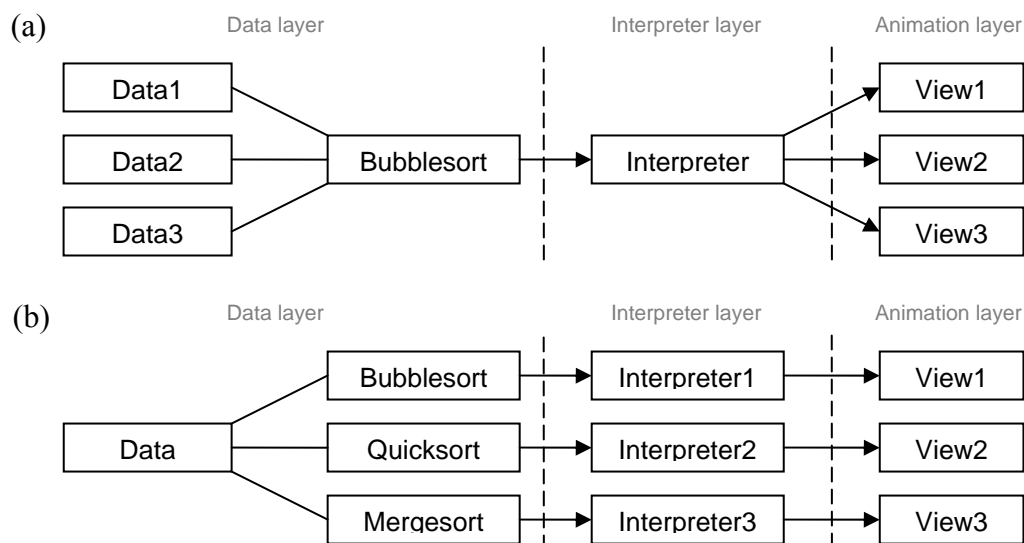 (a)
Data layer Interpreter layer Animation layer
Data1 View1
Data2 Bubblesort Interpreter View2
Data3 View3
(b)
Data layer Interpreter layer Animation layer
Bubblesort Interpreter1 View1
Data Quicksort Interpreter2 View2
Mergesort Interpreter3 View3